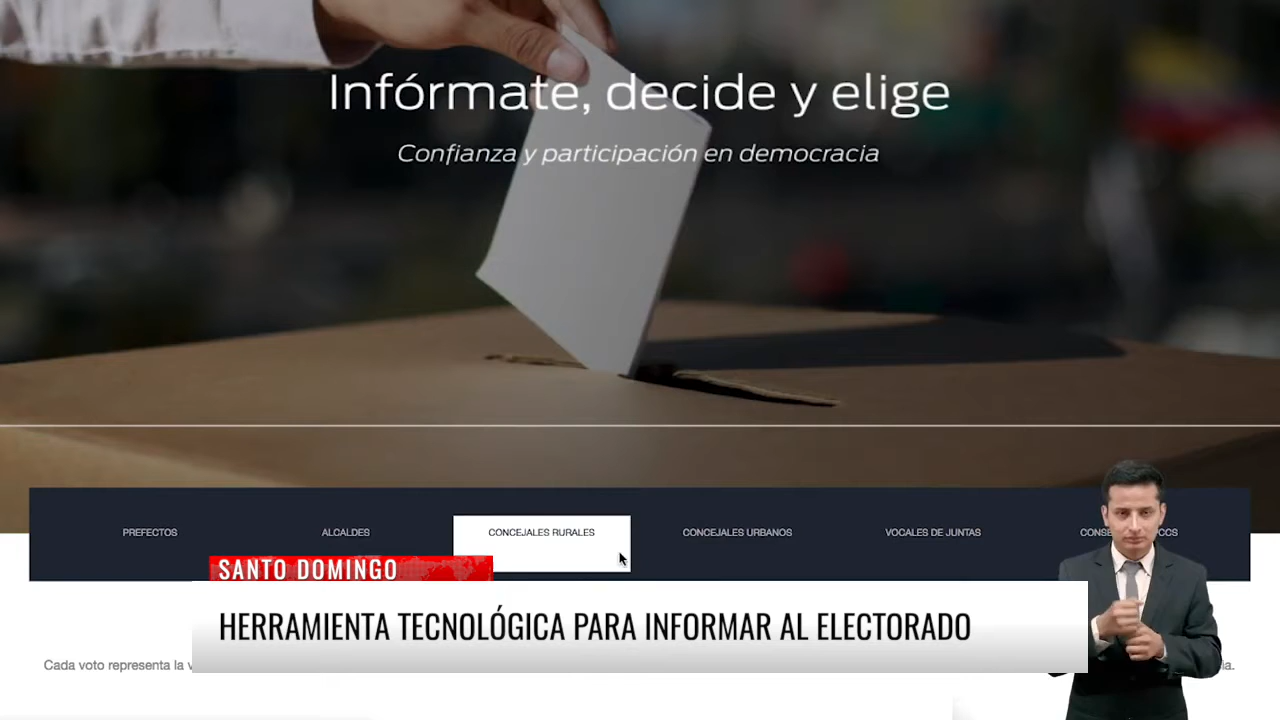 Infórmate, decide y elige
Confianza y participación en democracia
PREFECTOS
ALCALDES
CONCEJALES RURALES
CONCEJALES URBANOS
VOCALES DE JUNTAS
SANTO DOMINGO
HERRAMIENTA TECNOLÓGICA PARA INFORMAR AL ELECTORADO
Cada voto representa la